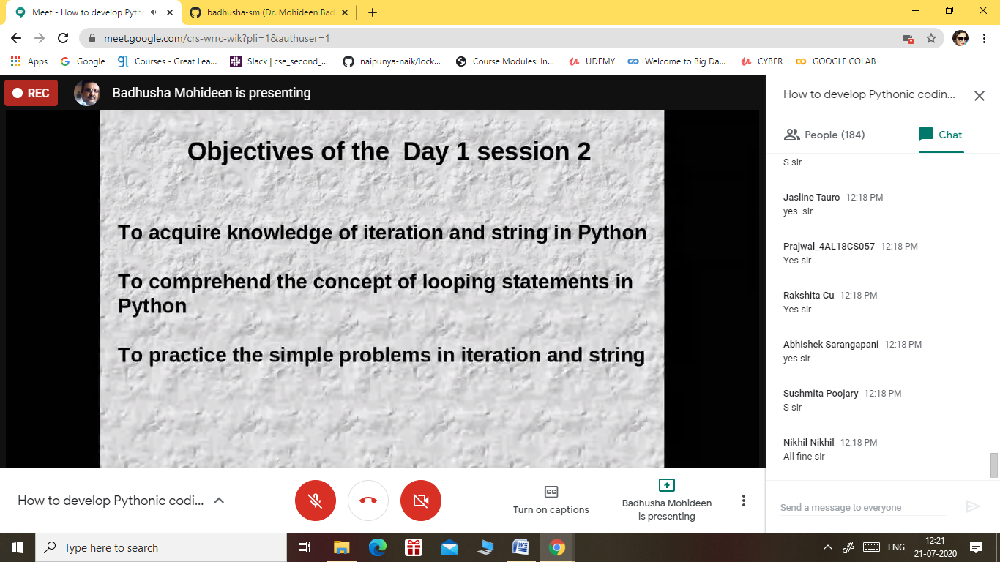 Meet - How to develop Pyth
badhusha-sm (Dr. Mohideen Bad
meet.google.com/crs-wrrc-wik?pli=1&authuser=1
Apps
Google
Courses - Great Lea...
Slack | cse_second_...
naipunya-naik/lock...
Course Modules: In...
UDEMY
Welcome to Big Da...
CYBER
GOOGLE COLAB
REC
Badhusha Mohideen is presenting
Objectives of the Day 1 session 2
To acquire knowledge of iteration and string in Python
To comprehend the concept of looping statements in
Python
To practice the simple problems in iteration and string
How to develop Pythonic codin...
People (184)
Chat
S sir
Jasline Tauro 12:18 PM
yes sir
Prajwal_4AL18CS057 12:18 PM
Yes sir
Rakshita Cu 12:18 PM
Yes sir
Abhishek Sarangapani 12:18 PM
yes sir
Sushmita Poojary 12:18 PM
S sir
Nikhil Nikhil 12:18 PM
All fine sir
Send a message to everyone
How to develop Pythonic codi...
CC
Turn on captions
Badhusha Mohideen
is presenting
Type here to search
ENG
12:21
21-07-2020